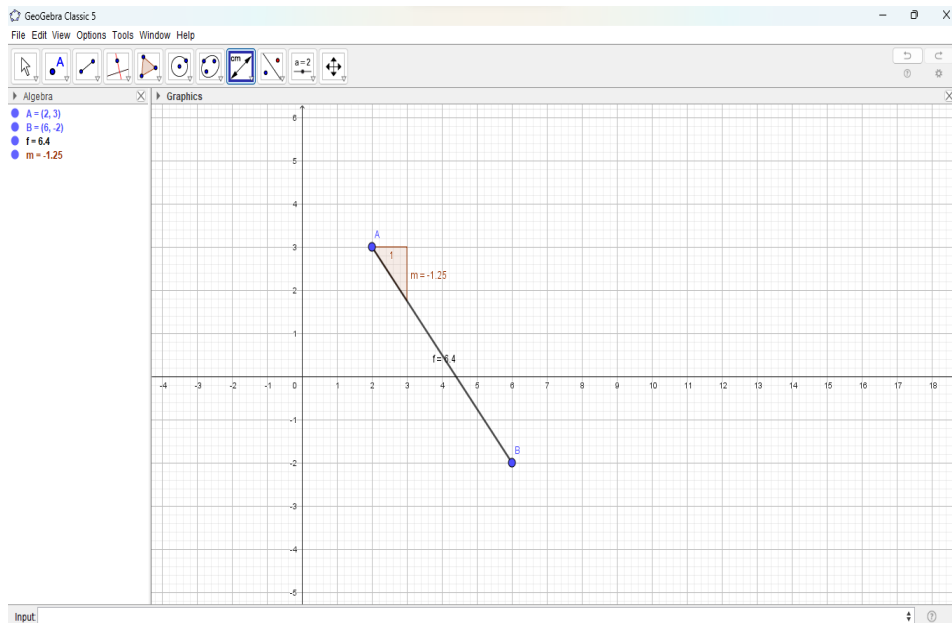 GeoGebra Classic 5
File Edit View Options Tools Window Help
A
cm
a=2
Algebra
Graphics
A = (2, 3)
B = (6, -2)
f = 6.4
m = -1.25
6
5
4
3
2
1
-1
-2
-3
-4
-5
A
1
m = -1.25
f = 6.4
B
-4 -3 -2 -1 0 1 2 3 4 5 6 7 8 9 10 11 12 13 14 15 16 17 18
Input: